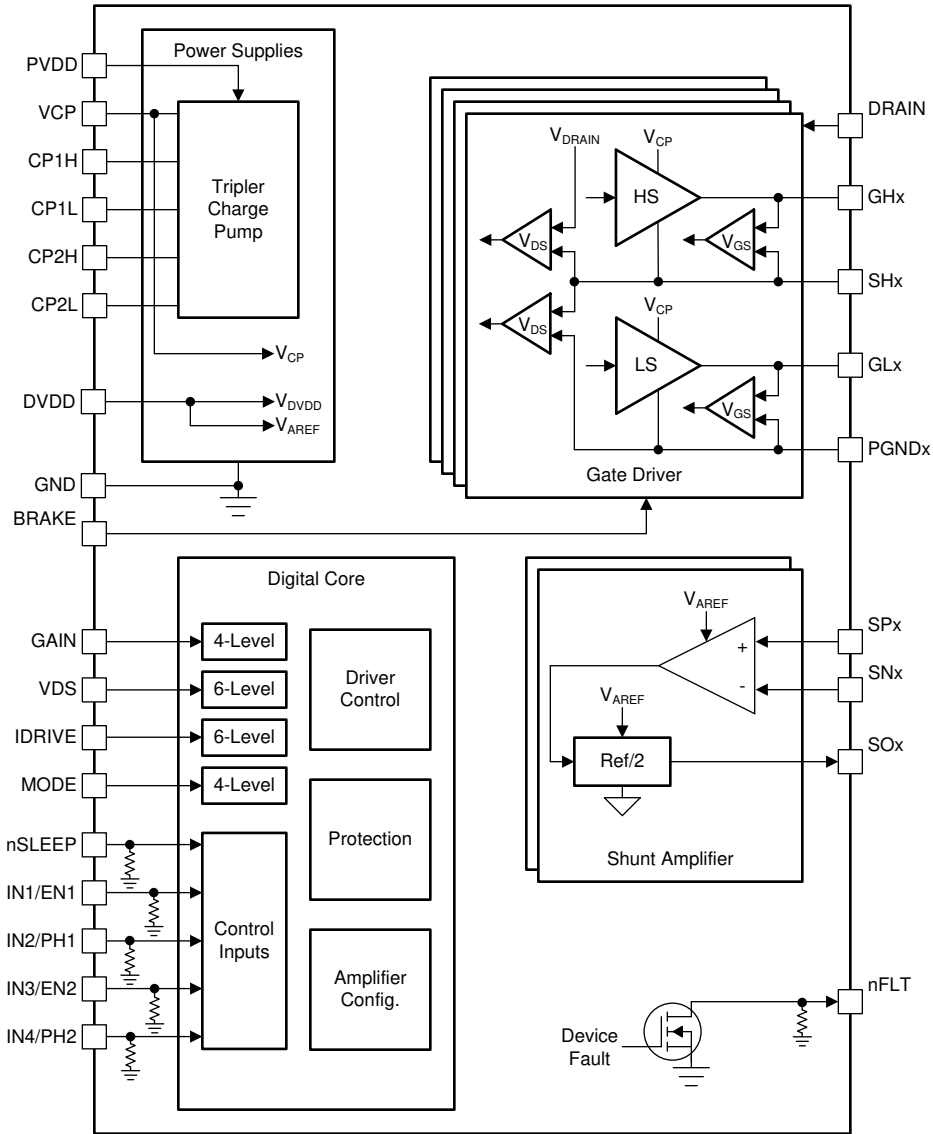 Power Supplies
PVDD
VCP
CP1H
CP1L
CP2H
CP2L
Tripler
Charge
Pump
VCP
DVDD
VDVDD
VAREF
GND
BRAKE
DRAIN
VDRAIN
VCP
HS
GHx
VDS
VGS
SHx
VDS
VCP
LS
GLx
VGS
PGNDx
Gate Driver
Digital Core
GAIN
4-Level
VDS
6-Level
IDRIVE
6-Level
MODE
4-Level
Driver
Control
nSLEEP
IN1/EN1
IN2/PH1
IN3/EN2
IN4/PH2
Control
Inputs
Protection
Amplifier
Config.
VAREF
+
-
SPx
SNx
VAREF
Ref/2
SOx
Shunt Amplifier
nFLT
Device
Fault